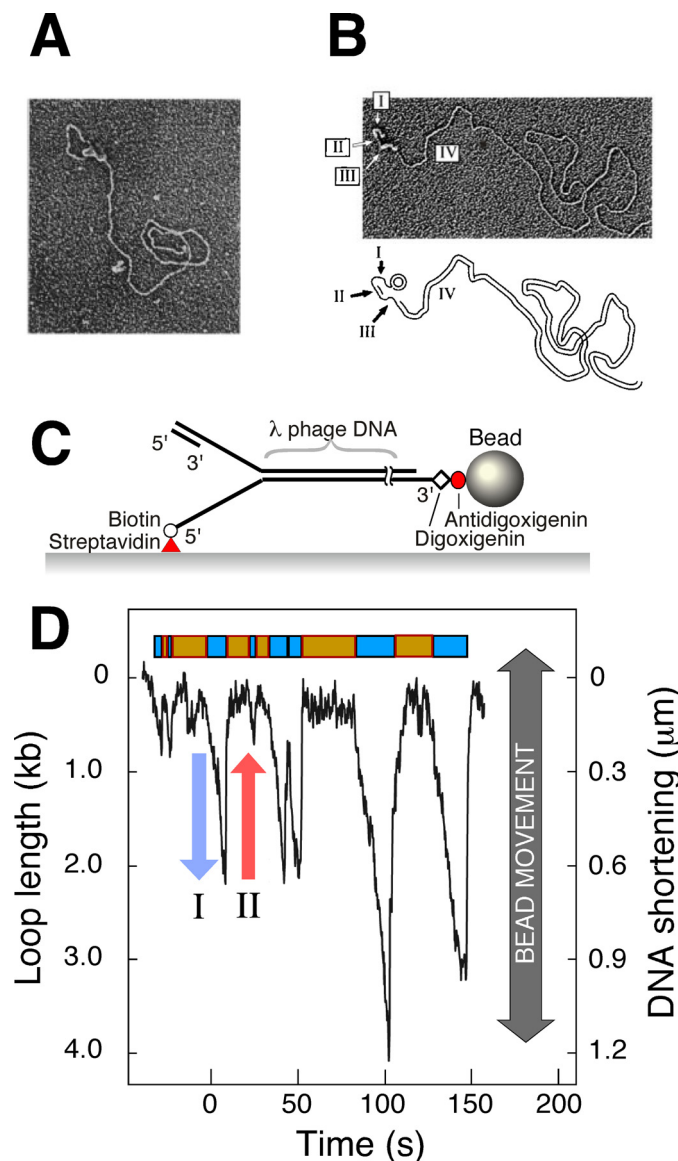 A
B
I
II
III
IV
I
II
III
IV
C
λ phage DNA
5'
3'
Bead
3'
Biotin
5'
Antidigoxigenin
Streptavidin
Digoxigenin
D
0
1.0
2.0
3.0
4.0
Loop length (kb)
I
II
BEAD MOVEMENT
0
0.3
0.6
0.9
1.2
DNA shortening (μm)
0
50
100
150
200
Time (s)